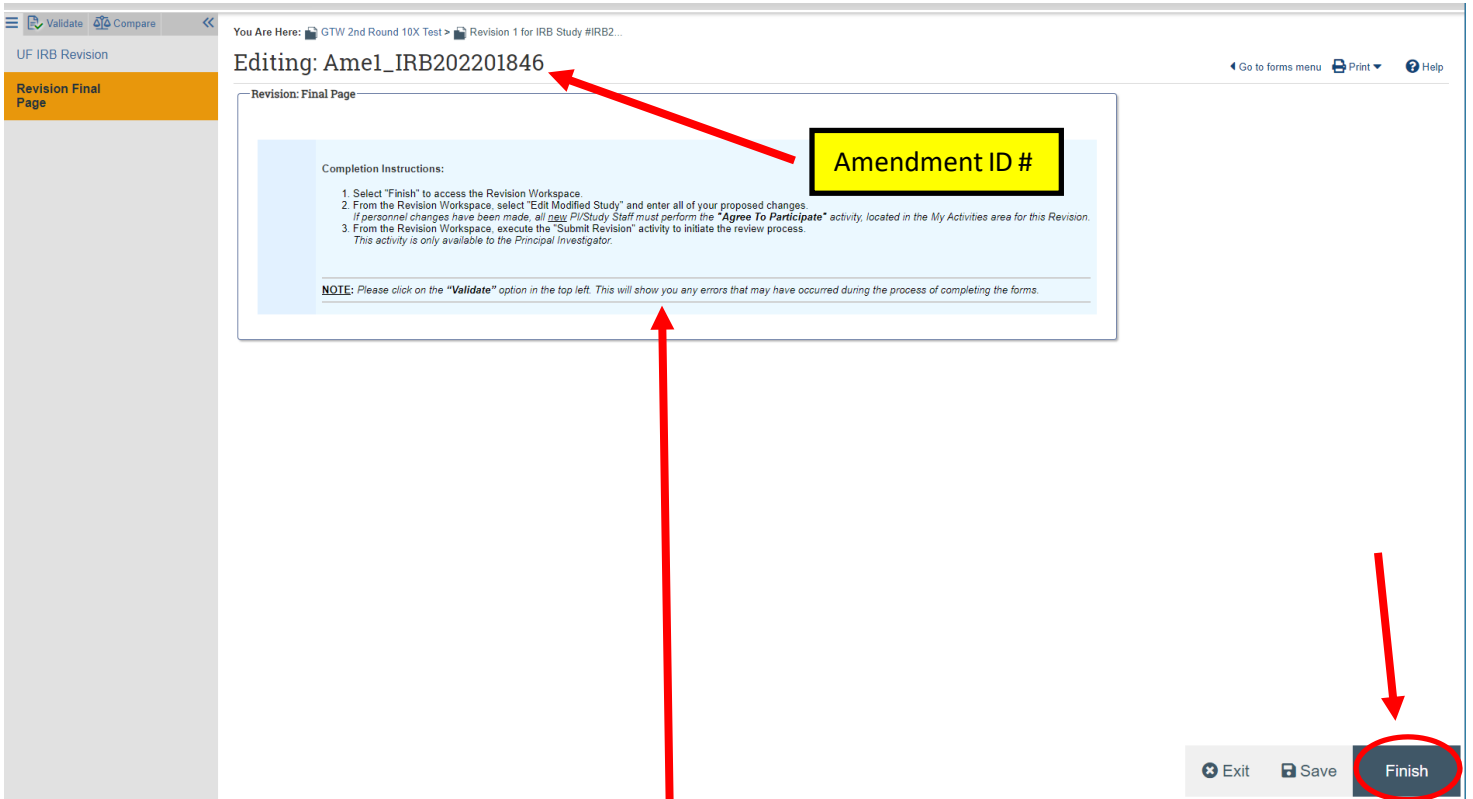 Validate Compare
UF IRB Revision
Revision Final
Page
You Are Here: GTW 2nd Round 10X Test > Revision 1 for IRB Study #IRB2...
Editing: Ame1_IRB202201846
Go to forms menu Print Help
Revision: Final Page
Amendment ID #
Completion Instructions:
1. Select "Finish" to access the Revision Workspace.
2. From the Revision Workspace, select "Edit Modified Study" and enter all of your proposed changes.
If personnel changes have been made, all new PI/Study Staff must perform the "Agree To Participate" activity, located in the My Activities area for this Revision.
3. From the Revision Workspace, execute the "Submit Revision" activity to initiate the review process.
This activity is only available to the Principal Investigator.
NOTE: Please click on the “Validate” option in the top left. This will show you any errors that may have occurred during the process of completing the forms.
Exit Save Finish